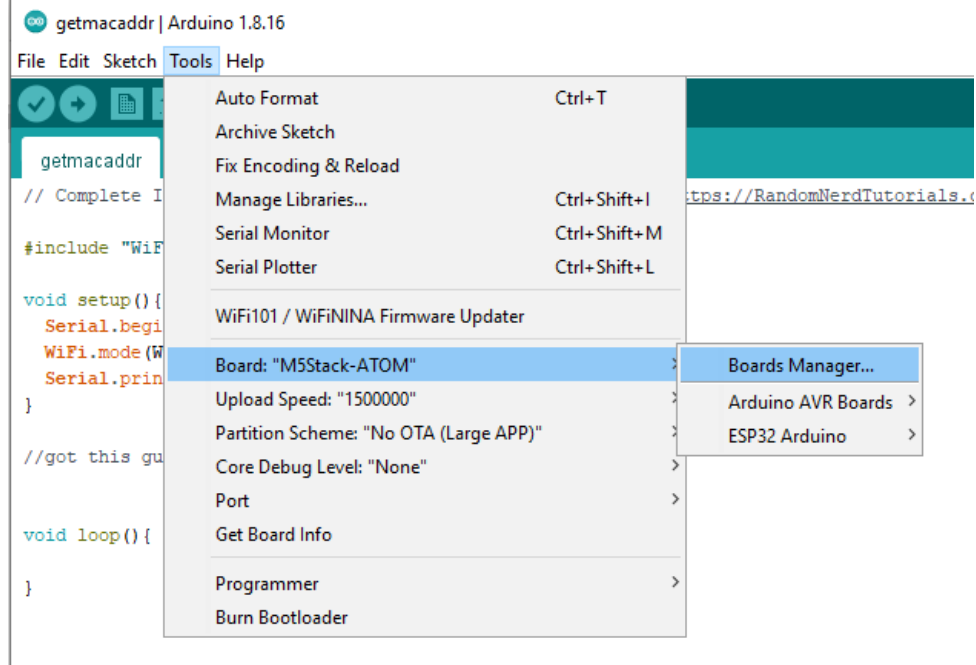 getmacaddr | Arduino 1.8.16
File Edit Sketch Tools Help
getmacaddr
Auto Format Ctrl+T
Archive Sketch
Fix Encoding & Reload
Manage Libraries... Ctrl+Shift+I
Serial Monitor Ctrl+Shift+M
Serial Plotter Ctrl+Shift+L
WiFi101 / WiFiNINA Firmware Updater
Board: "M5Stack-ATOM"
Upload Speed: "1500000"
Partition Scheme: "No OTA (Large APP)"
Core Debug Level: "None"
Port
Get Board Info
Programmer
Burn Bootloader
Boards Manager...
Arduino AVR Boards
ESP32 Arduino
// Complete I
ttps://RandomNerdTutorials.
#include "WiF
void setup(){
Serial.begi
WiFi.mode(W
Serial.prin
}
//got this gu
void loop(){
}